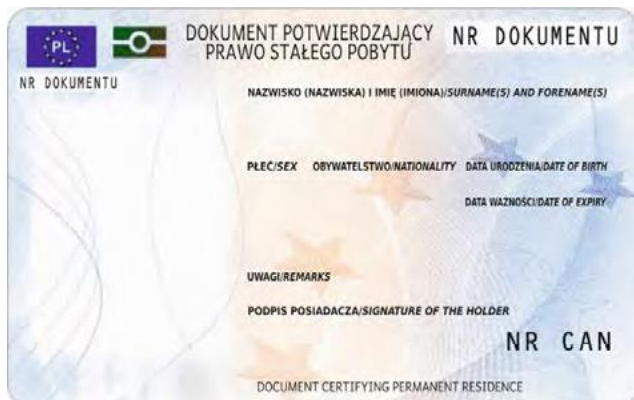 PL
DOKUMENT POTWIERDZAJĄCY
PRAWO STAŁEGO POBYTU
NR DOKUMENTU
NR DOKUMENTU
NAZWISKO (NAZWISKA) I IMIĘ (IMIONA)/SURNAME(S) AND FORENAME(S)
PŁEĆ/SEX OBYWATELSTWO/NATIONALITY DATA URODZENIA/DATE OF BIRTH
DATA WAŻNOŚCI/DATE OF EXPIRY
UWAGI/REMARKS
PODPIS POSIADACZA/SIGNATURE OF THE HOLDER
NR CAN
DOCUMENT CERTIFYING PERMANENT RESIDENCE